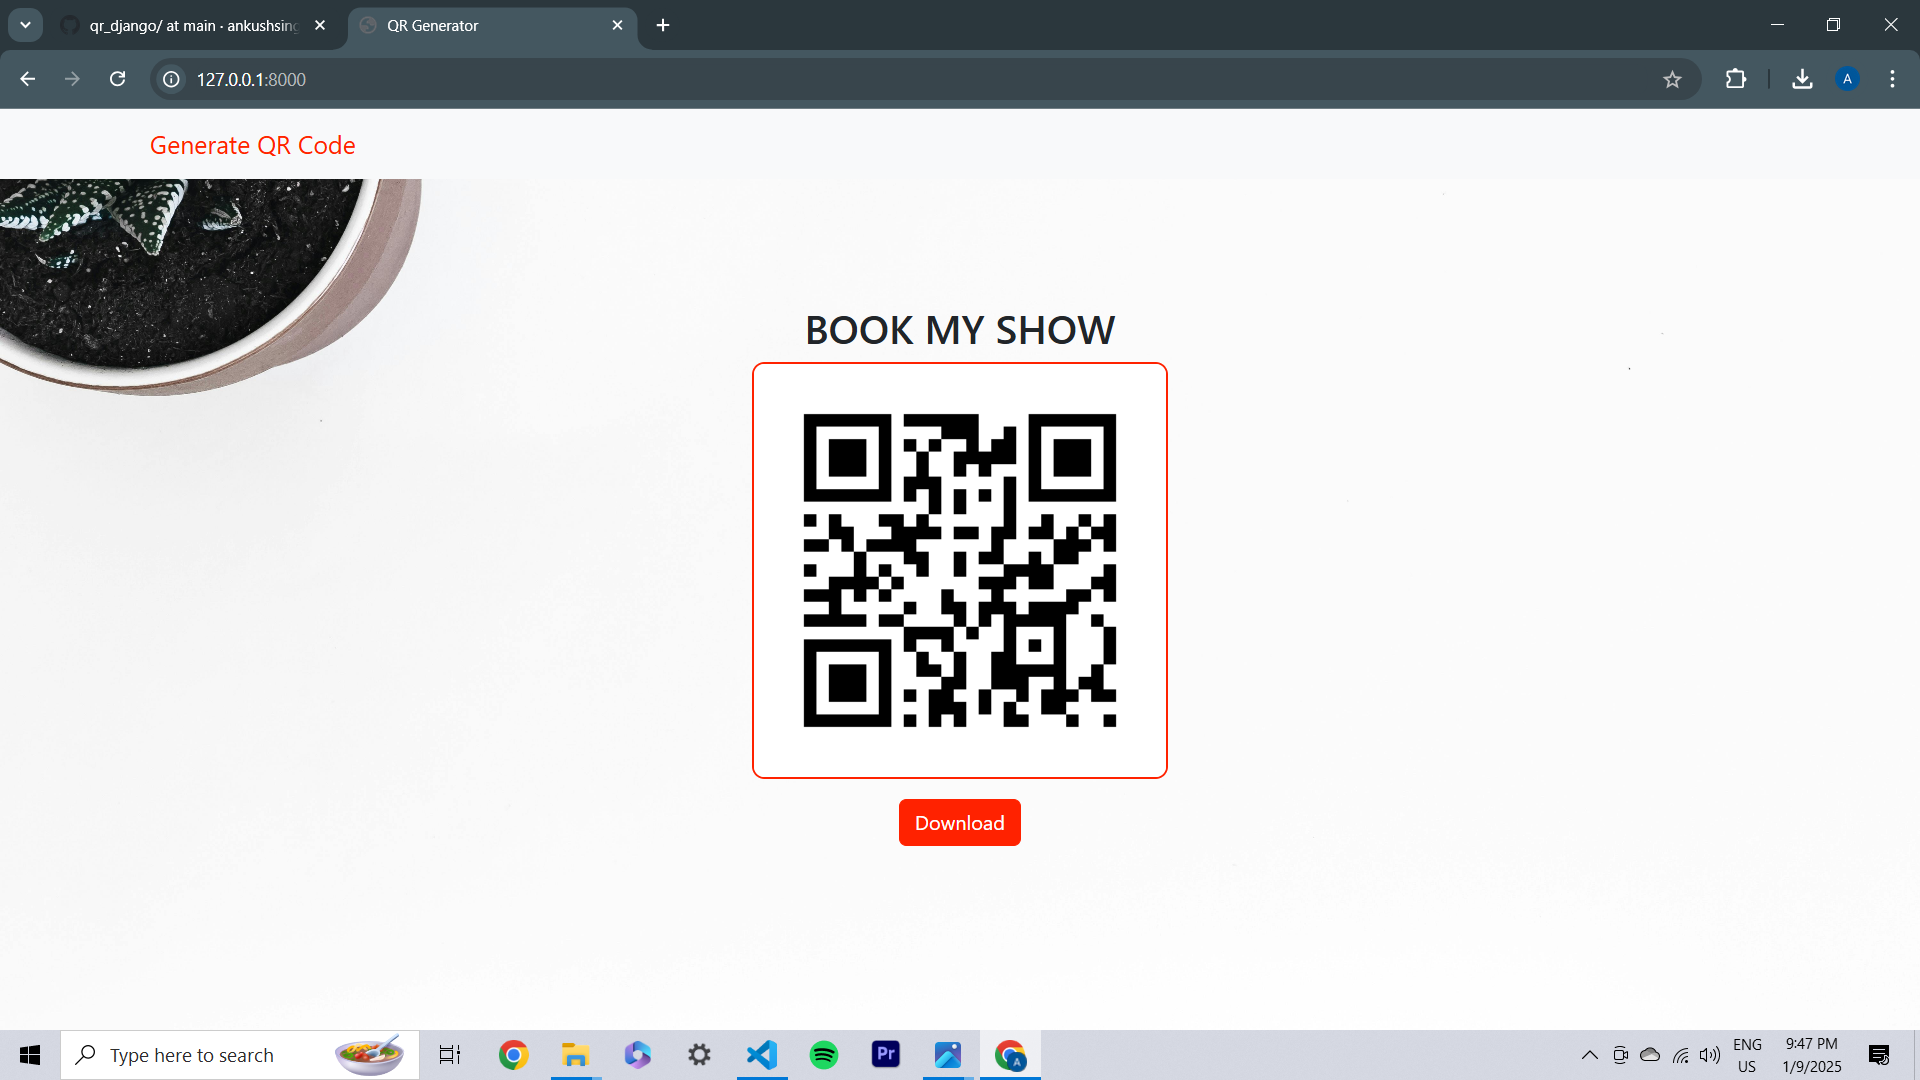 qr_django/ at main · ankushsing
QR Generator
127.0.0.1:8000
A
Generate QR Code
BOOK MY SHOW
Download
Type here to search
Pr
A
ENG
US
9:47 PM
1/9/2025